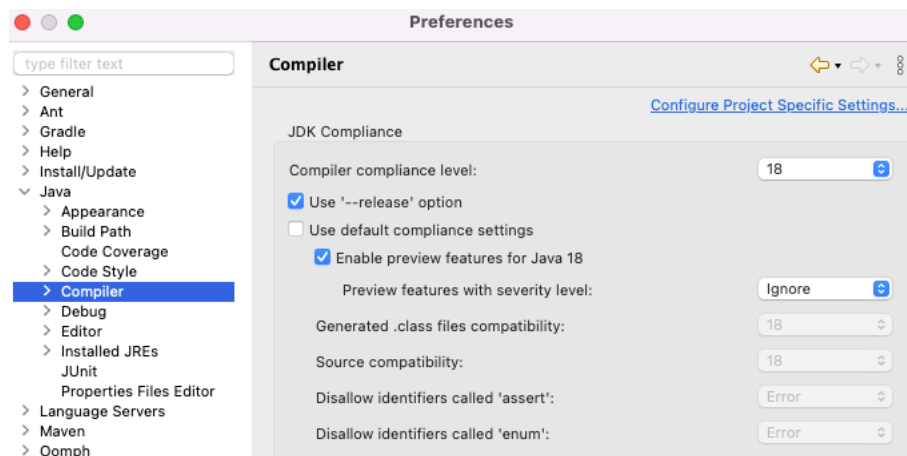 Preferences
type filter text
General
Ant
Gradle
Help
Install/Update
Java
Appearance
Build Path
Code Coverage
Code Style
Compiler
Debug
Editor
Installed JREs
JUnit
Properties Files Editor
Language Servers
Maven
Oomph
Compiler
Configure Project Specific Settings...
JDK Compliance
Compiler compliance level: 18
Use '--release' option
Use default compliance settings
Enable preview features for Java 18
Preview features with severity level: Ignore
Generated .class files compatibility: 18
Source compatibility: 18
Disallow identifiers called 'assert': Error
Disallow identifiers called 'enum': Error